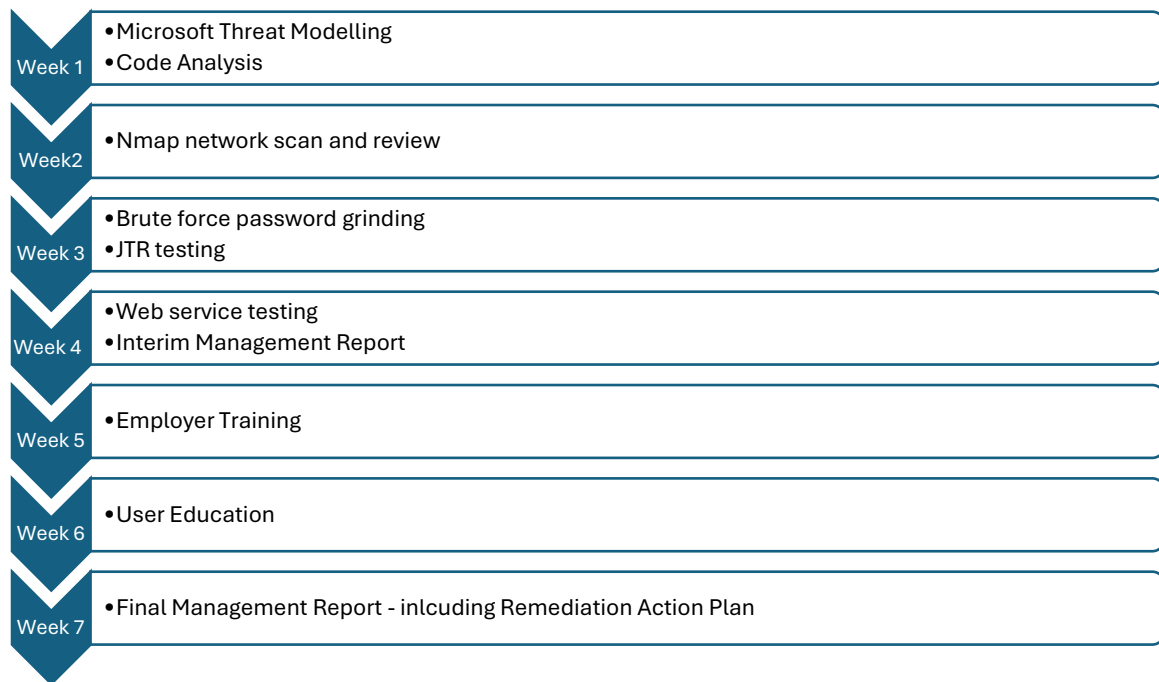 Week 1
•Microsoft Threat Modelling
•Code Analysis
Week2
•Nmap network scan and review
Week 3
•Brute force password grinding
•JTR testing
Week 4
•Web service testing
•Interim Management Report
Week 5
•Employer Training
Week 6
•User Education
Week 7
•Final Management Report - inlcuding Remediation Action Plan